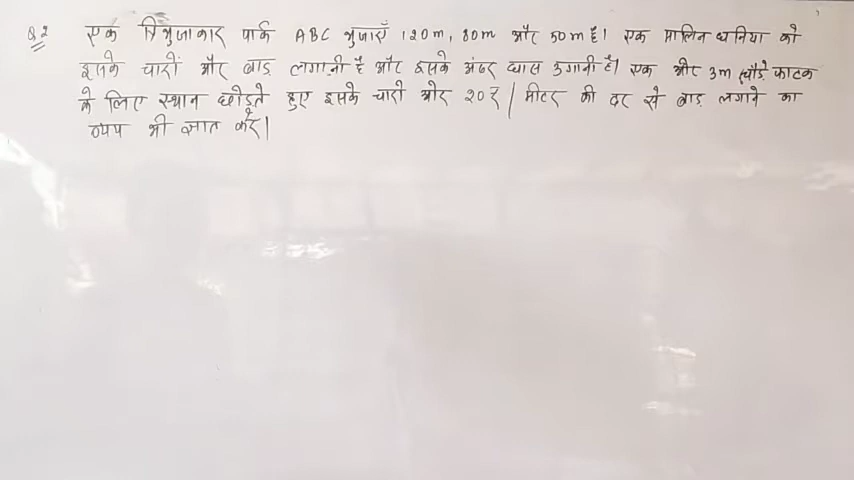 Q2 एक त्रिभुजाकार पार्क ABC भुजाएँ 120m, 80m और 50m है। एक मालिन धनिया को
इसके चारों और बाड़ लगानी है और इसके अंदर घास उगानी है। एक ओर 3m चौड़े फाटक
के लिए स्थान छोड़ते हुए इसके चारो ओर 20₹ / मीटर की दर से बाड़ लगाने का
व्यय भी ज्ञात करें।